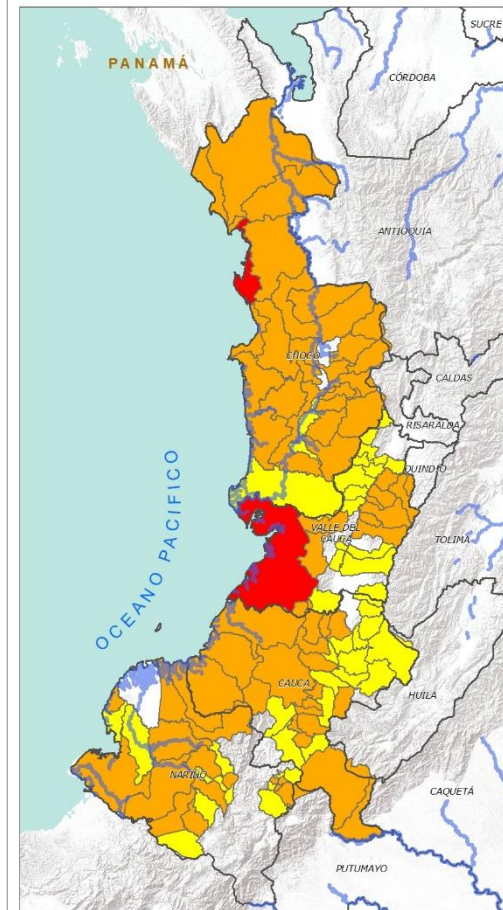 SUCRE
PANAMÁ
CÓRDOBA
ANTIOQUIA
CHOCÓ
CALDAS
RISARALDA
QUINDÍO
VALLE DEL
CAUCA
TOLIMA
OCEANO PACIFICO
HUILA
CAUCA
NARIÑO
CAQUETÁ
PUTUMAYO